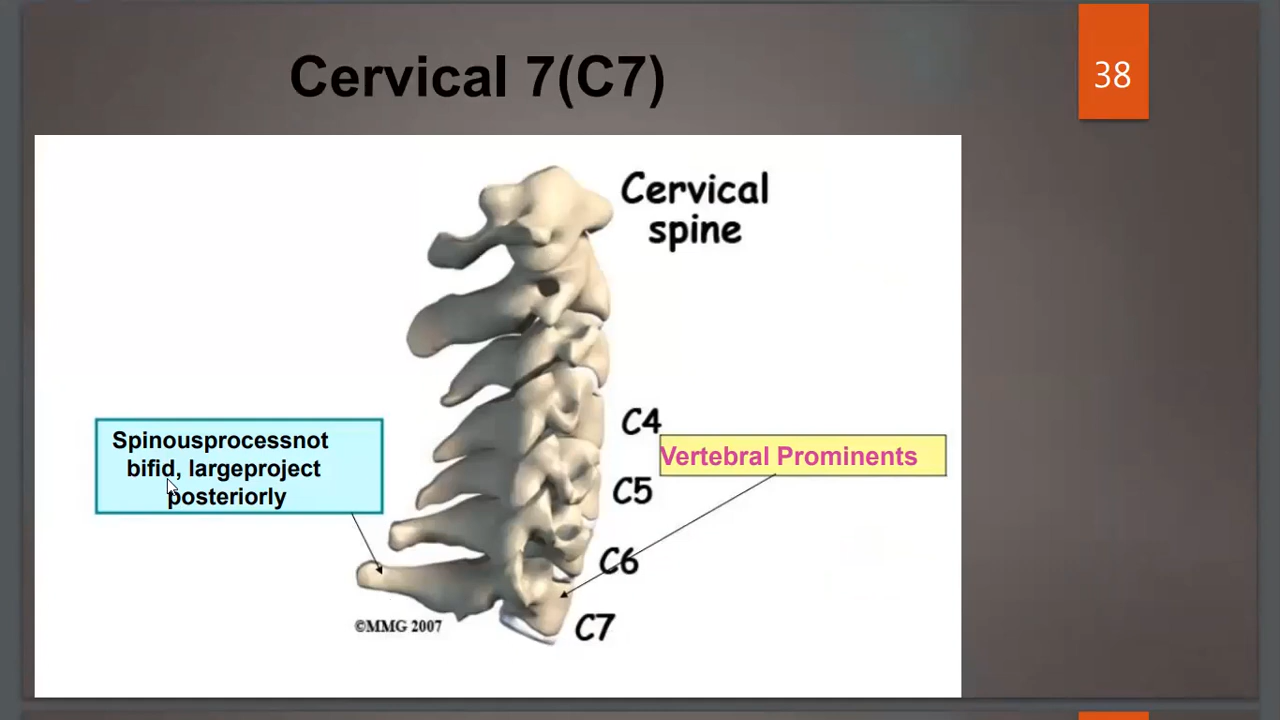 Cervical 7(C7)
38
Cervical
spine
C4
Spinousprocessnot
bifid, largeproject
posteriorly
Vertebral Prominents
C5
C6
C7
©MMG 2007